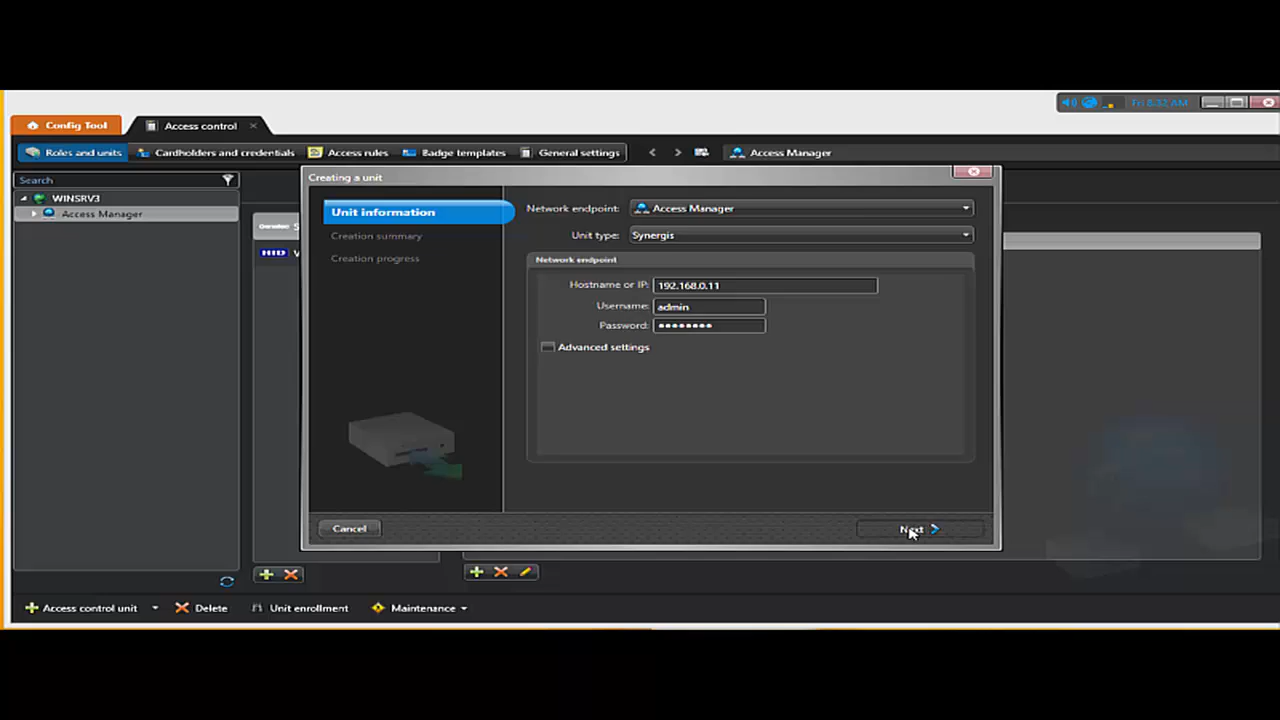 Fri 8:32 AM
Config Tool
Access control
Roles and units
Cardholders and credentials
Access rules
Badge templates
General settings
Access Manager
Search
WINSRV3
Access Manager
HID
Creating a unit
Unit information
Creation summary
Creation progress
Network endpoint: Access Manager
Unit type: Synergis
Network endpoint
Hostname or IP: 192.168.0.11
Username: admin
Password: ••••••••
Advanced settings
Cancel
Next
Access control unit
Delete
Unit enrollment
Maintenance